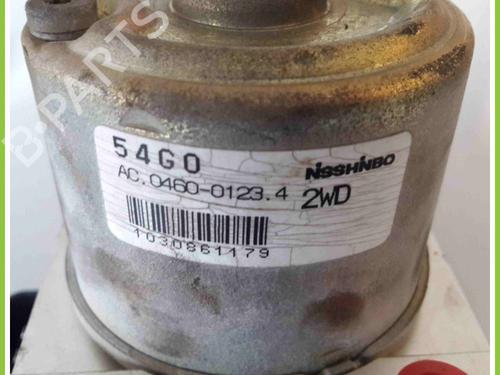 B-PARTS
54G0
NISSHINBO
AC.0460-0123.4
2WD
1030861179